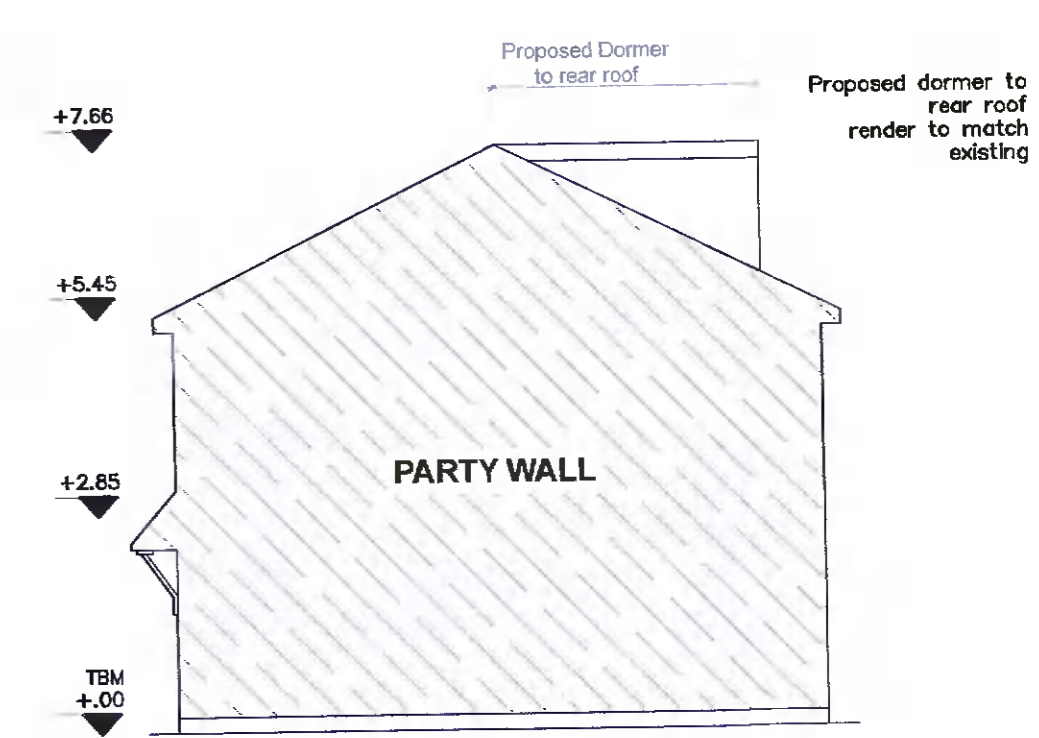 Proposed Dormer
to rear roof
Proposed dormer to
rear roof
render to match
existing
+7.66
+5.45
PARTY WALL
+2.85
TBM
+.00